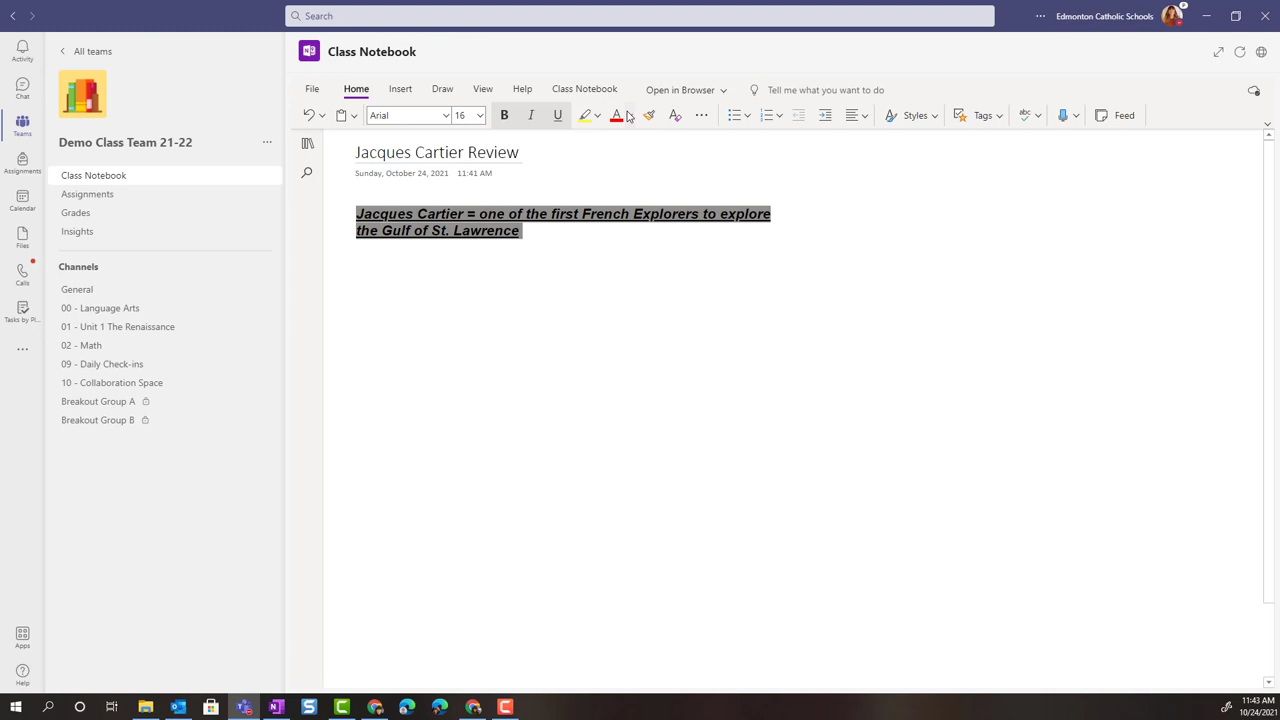 Search
Edmonton Catholic Schools
Activity
Chat
Teams
Assignments
Calendar
Files
Calls
Tasks by Pl...
Apps
Help
All teams
Demo Class Team 21-22
Class Notebook
Assignments
Grades
Insights
Channels
General
00 - Language Arts
01 - Unit 1 The Renaissance
02 - Math
09 - Daily Check-ins
10 - Collaboration Space
Breakout Group A
Breakout Group B
Class Notebook
File Home Insert Draw View Help Class Notebook Open in Browser Tell me what you want to do
Arial 16 B I U A Styles Tags abc Feed
Jacques Cartier Review
Sunday, October 24, 2021 11:41 AM
Jacques Cartier = one of the first French Explorers to explore
the Gulf of St. Lawrence
11:43 AM
10/24/2021